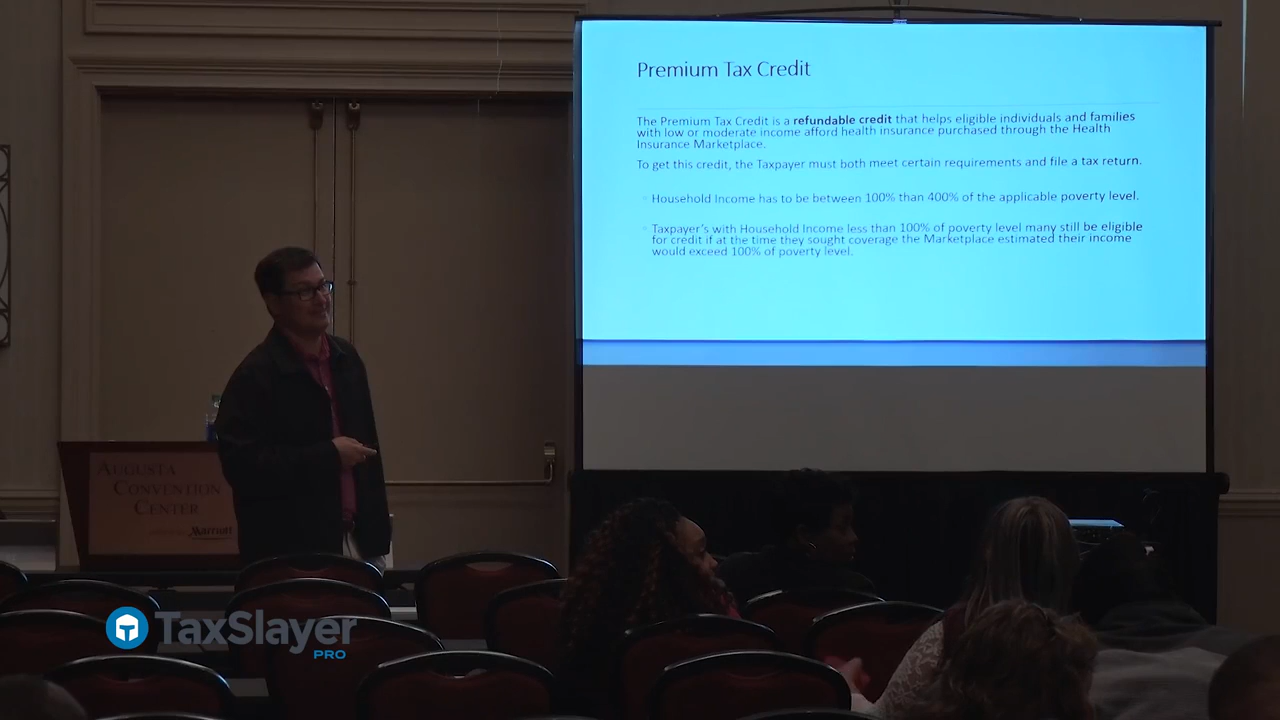 Premium Tax Credit
The Premium Tax Credit is a refundable credit that helps eligible individuals and families
with low or moderate income afford health insurance purchased through the Health
Insurance Marketplace.
To get this credit, the Taxpayer must both meet certain requirements and file a tax return.
Household Income has to be between 100% than 400% of the applicable poverty level.
Taxpayer's with Household Income less than 100% of poverty level many still be eligible
for credit if at the time they sought coverage the Marketplace estimated their income
would exceed 100% of poverty level.
AUGUSTA
CONVENTION
CENTER
Marriott
TaxSlayer
PRO